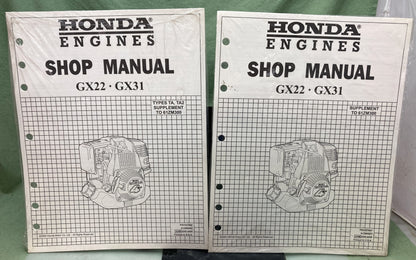 HONDA
ENGINES
SHOP MANUAL
GX22 · GX31
TYPES TA, TA2
SUPPLEMENT
TO 61ZM300
HONDA
ENGINES
SHOP MANUAL
GX22 · GX31
SUPPLEMENT
TO 61ZM300